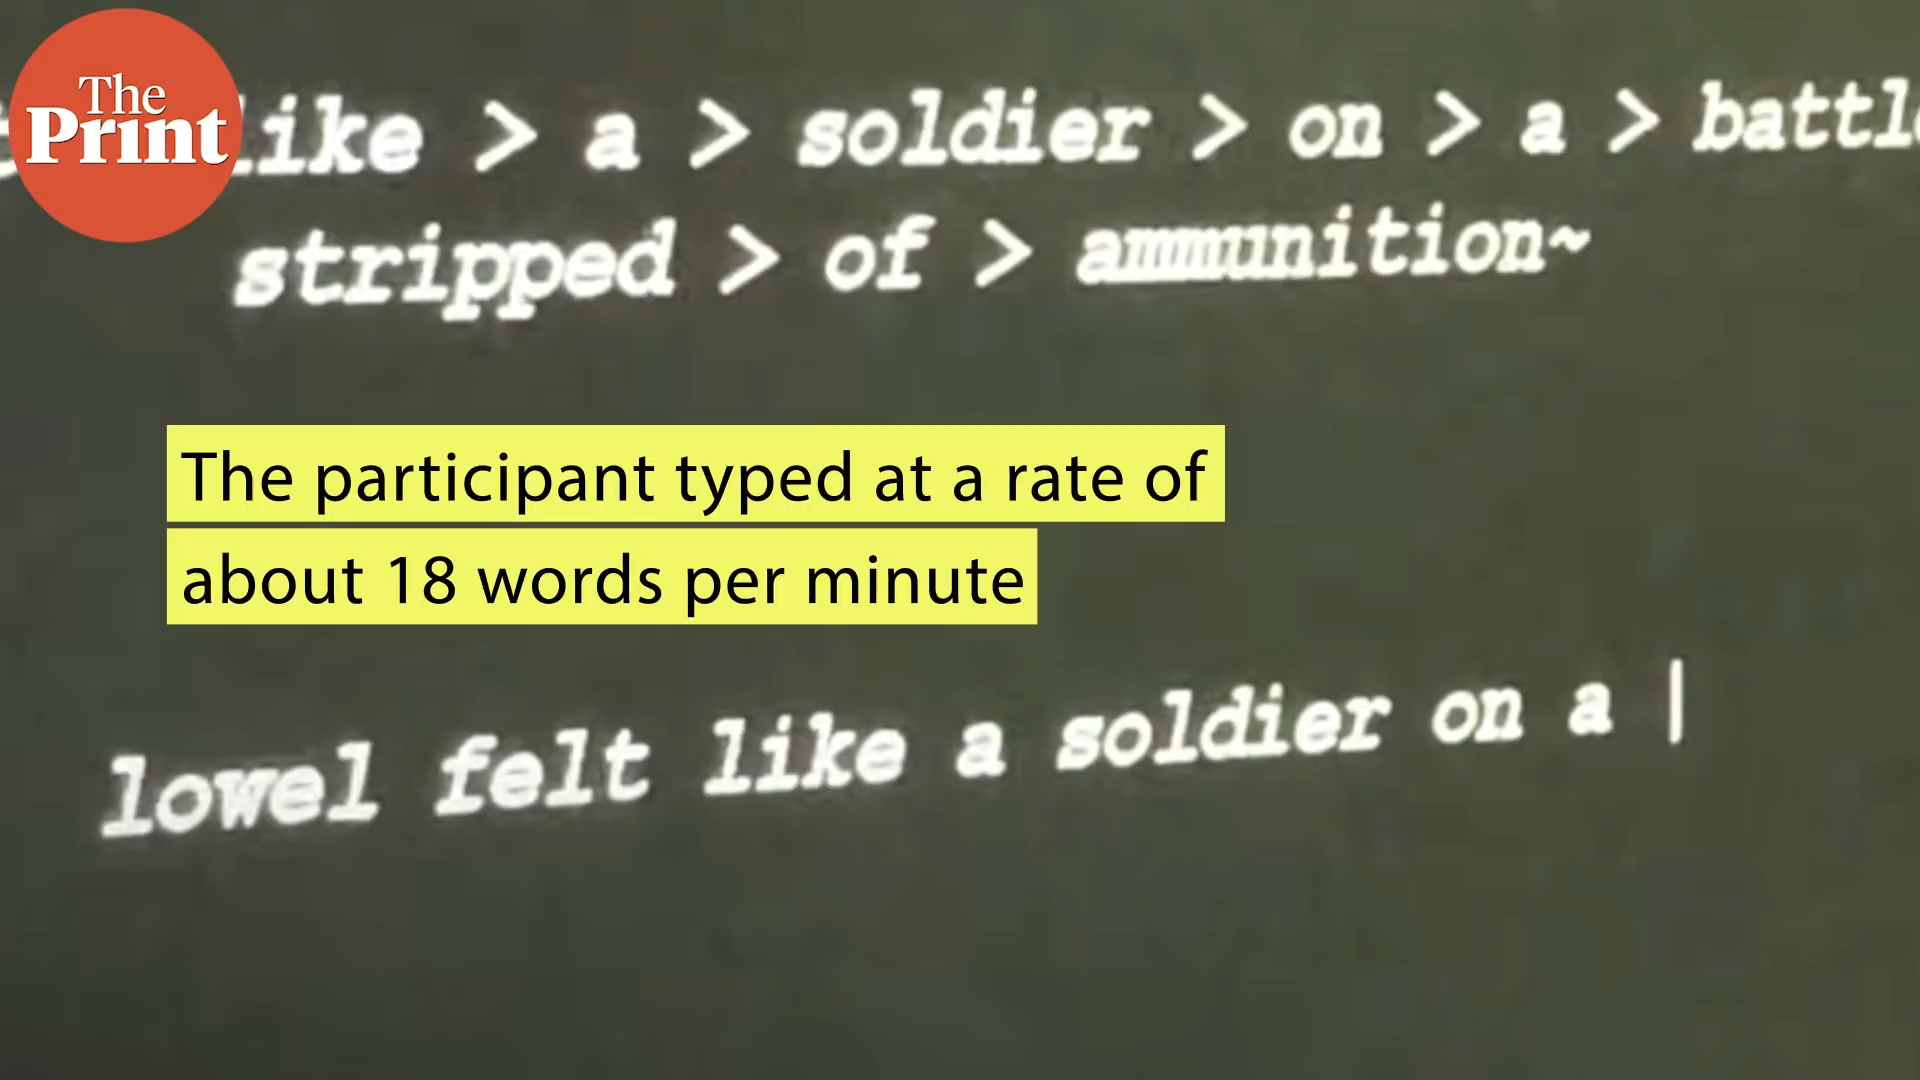 The
Print
like > a > soldier > on > a > battl
stripped > of > ammunition~
The participant typed at a rate of
about 18 words per minute
lowel felt like a soldier on a |